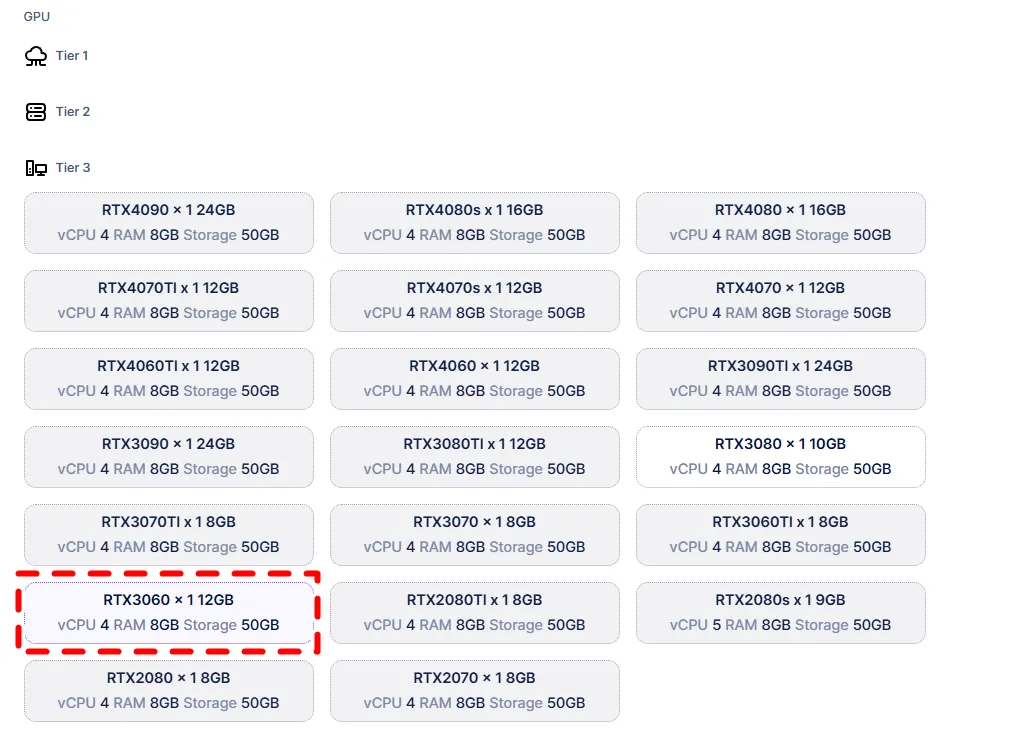 GPU
Tier 1
Tier 2
Tier 3
RTX4090 × 1 24GB
vCPU 4 RAM 8GB Storage 50GB
RTX4080s x 1 16GB
vCPU 4 RAM 8GB Storage 50GB
RTX4080 × 1 16GB
vCPU 4 RAM 8GB Storage 50GB
RTX4070TI x 1 12GB
vCPU 4 RAM 8GB Storage 50GB
RTX4070s x 1 12GB
vCPU 4 RAM 8GB Storage 50GB
RTX4070 × 1 12GB
vCPU 4 RAM 8GB Storage 50GB
RTX4060TI x 1 12GB
vCPU 4 RAM 8GB Storage 50GB
RTX4060 × 1 12GB
vCPU 4 RAM 8GB Storage 50GB
RTX3090TI x 1 24GB
vCPU 4 RAM 8GB Storage 50GB
RTX3090 × 1 24GB
vCPU 4 RAM 8GB Storage 50GB
RTX3080TI x 1 12GB
vCPU 4 RAM 8GB Storage 50GB
RTX3080 × 1 10GB
vCPU 4 RAM 8GB Storage 50GB
RTX3070TI x 1 8GB
vCPU 4 RAM 8GB Storage 50GB
RTX3070 × 1 8GB
vCPU 4 RAM 8GB Storage 50GB
RTX3060TI x 1 8GB
vCPU 4 RAM 8GB Storage 50GB
RTX3060 × 1 12GB
vCPU 4 RAM 8GB Storage 50GB
RTX2080TI x 1 8GB
vCPU 4 RAM 8GB Storage 50GB
RTX2080s x 1 9GB
vCPU 5 RAM 8GB Storage 50GB
RTX2080 × 1 8GB
vCPU 4 RAM 8GB Storage 50GB
RTX2070 × 1 8GB
vCPU 4 RAM 8GB Storage 50GB